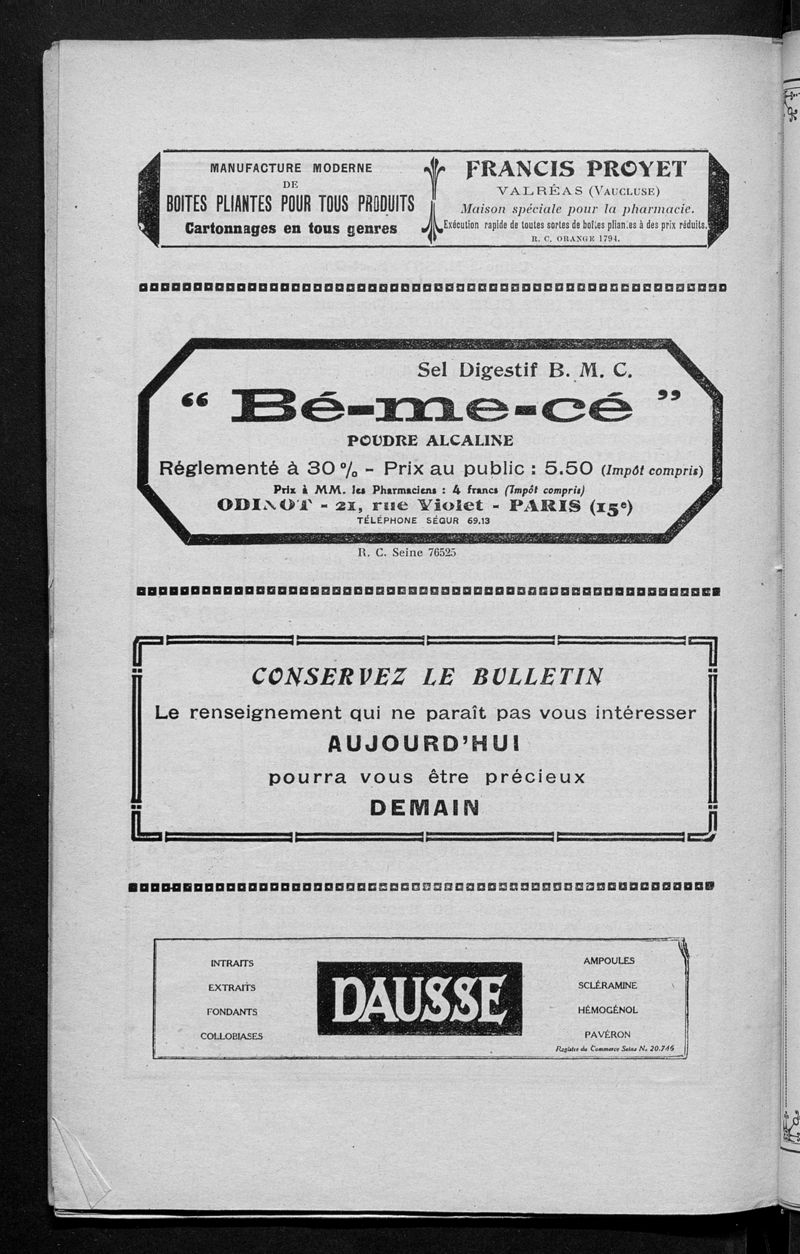 MANUFACTURE MODERNE
DE
BOITES PLIANTES POUR TOUS PRODUITS
Cartonnages en tous genres
FRANCIS PROYET
VALRÉAS (VAUCLUSE)
Maison spéciale pour la pharmacie.
Exécution rapide de toutes sortes de boîtes pliantes à des prix réduits.
R. C. ORANGE 1794.
Sel Digestif B. M. C.
“ Bé-me-cé ”
POUDRE ALCALINE
Réglementé à 30 % - Prix au public : 5.50 (Impôt compris)
Prix à MM. les Pharmaciens : 4 francs (Impôt compris)
ODINOT - 21, rue Violet - PARIS (15e)
TÉLÉPHONE SÉGUR 69.13
R. C. Seine 76525
CONSERVEZ LE BULLETIN
Le renseignement qui ne paraît pas vous intéresser
AUJOURD'HUI
pourra vous être précieux
DEMAIN
INTRAITS
EXTRAITS
FONDANTS
COLLOBIASES
DAUSSE
AMPOULES
SCLÉRAMINE
HÉMOGÉNOL
PAVÉRON
Registre du Commerce Seine N. 20.746